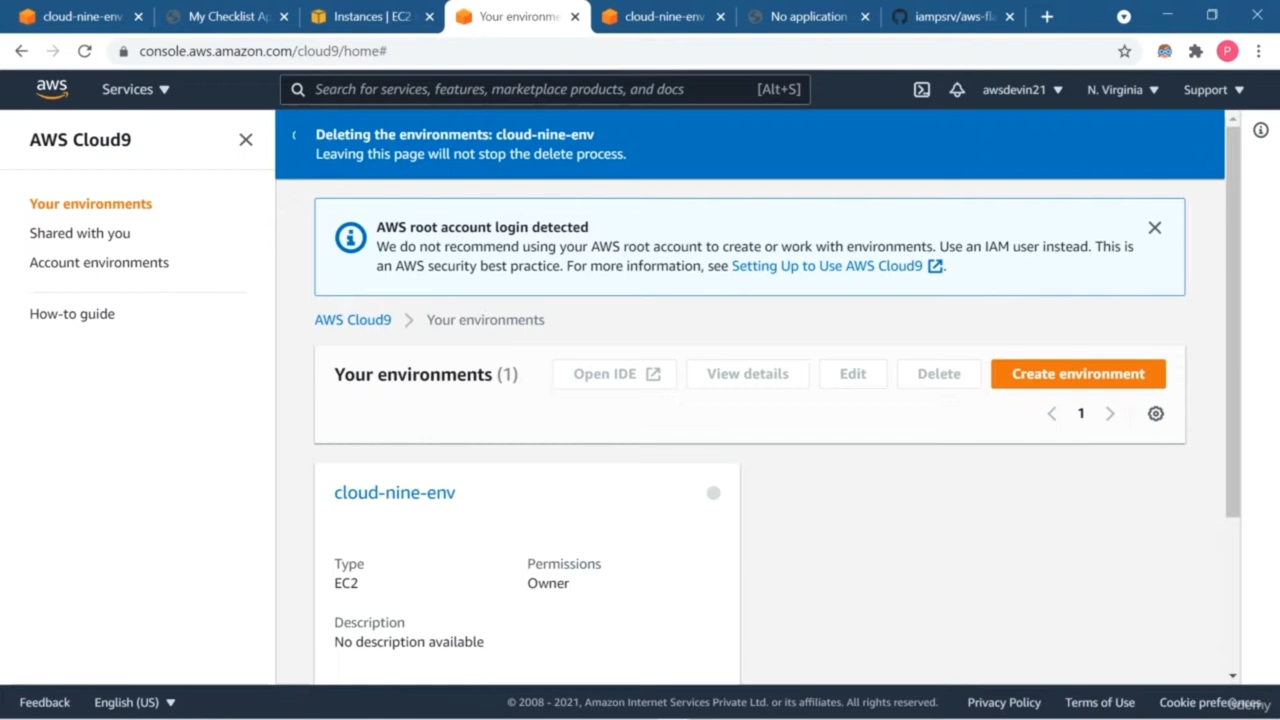 cloud-nine-env
My Checklist Ap
Instances | EC2
Your environme
cloud-nine-env
No application
iampsrv/aws-fla
console.aws.amazon.com/cloud9/home#
P
aws
Services
Search for services, features, marketplace products, and docs
[Alt+S]
awsdevin21
N. Virginia
Support
AWS Cloud9
Your environments
Shared with you
Account environments
How-to guide
Deleting the environments: cloud-nine-env
Leaving this page will not stop the delete process.
AWS root account login detected
We do not recommend using your AWS root account to create or work with environments. Use an IAM user instead. This is
an AWS security best practice. For more information, see Setting Up to Use AWS Cloud9.
AWS Cloud9 > Your environments
Your environments (1)
Open IDE
View details
Edit
Delete
Create environment
< 1 >
cloud-nine-env
Type
EC2
Permissions
Owner
Description
No description available
Feedback
English (US)
© 2008 - 2021, Amazon Internet Services Private Ltd. or its affiliates. All rights reserved.
Privacy Policy
Terms of Use
Cookie preferences
Udemy